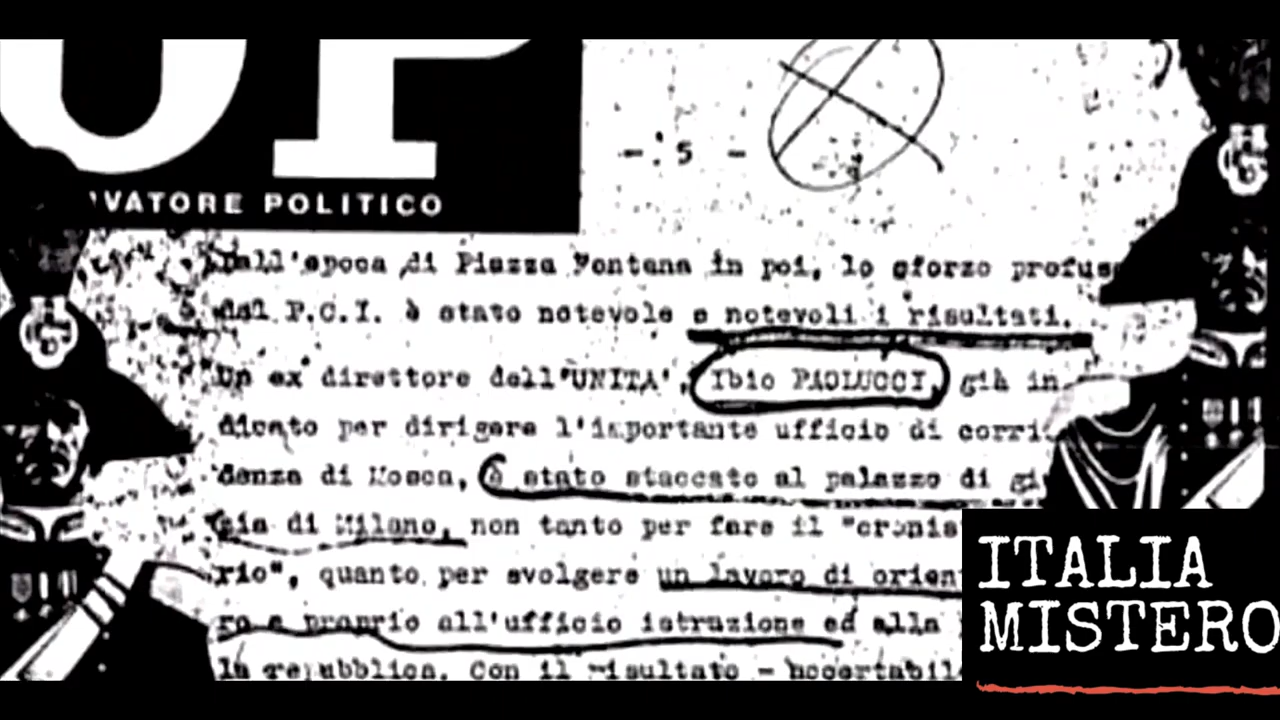 OP
VATORE POLITICO
- 5 -
Dall'epoca di Piazza Fontana in poi, lo sforzo profus
dal P.C.I. è stato notevole e notevoli i risultati.
Un ex direttore dell'UNITA', Ibio PAOLUCCI, già in
dicato per dirigere l'importante ufficio di corri
denza di Mosca, è stato staccato al palazzo di gi
zia di Milano, non tanto per fare il "cronis
rio", quanto per svolgere un lavoro di orien
ro e proprio all'ufficio istruzione ed alla
la repubblica. Con il risultato - accertabil
ITALIA
MISTERO